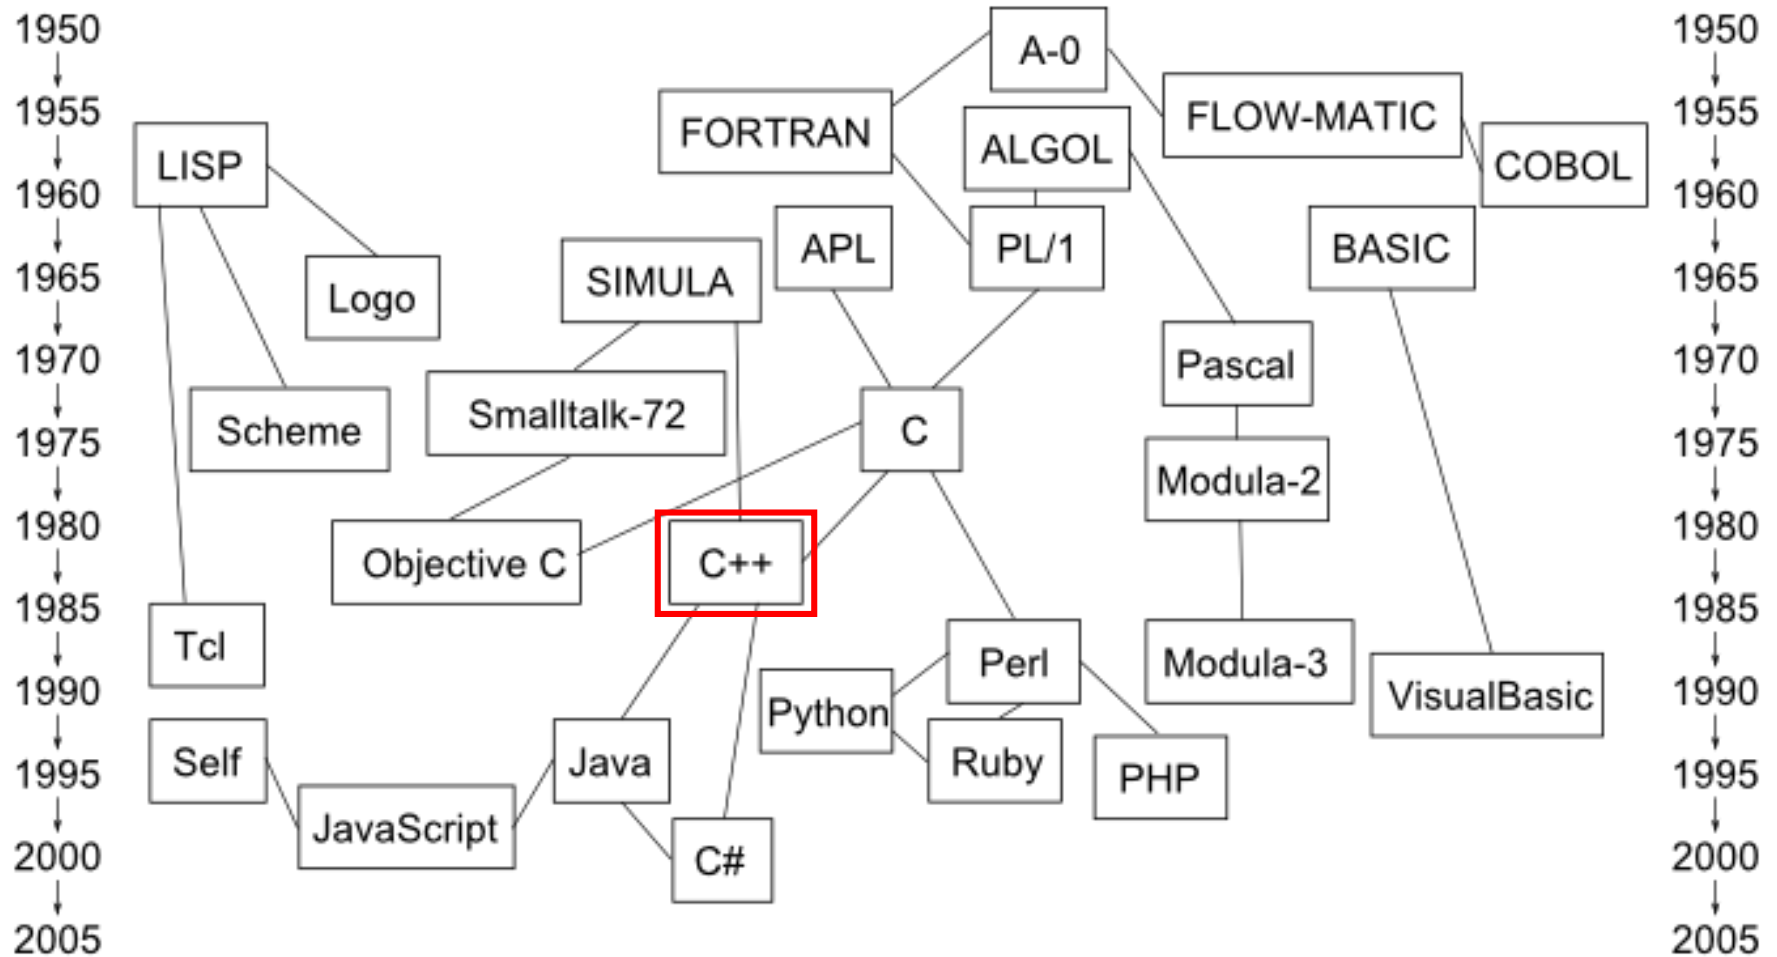 1950
1950
A-0
1955
FORTRAN
FLOW-MATIC
1955
LISP
ALGOL
COBOL
1960
1960
APL
PL/1
BASIC
1965
Logo
SIMULA
1965
1970
Pascal
1970
Scheme
Smalltalk-72
C
1975
1975
Modula-2
1980
1980
Objective C
C++
1985
1985
Tcl
Perl
Modula-3
1990
1990
Python
VisualBasic
Self
Java
Ruby
PHP
1995
1995
JavaScript
2000
C#
2000
2005
2005